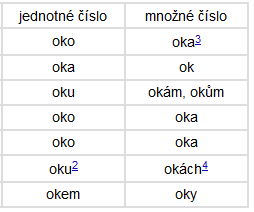 jednotné číslo množné číslo
oko oka3
oka ok
oku okám, okům
oko oka
oko oka
oku2 okách4
okem oky